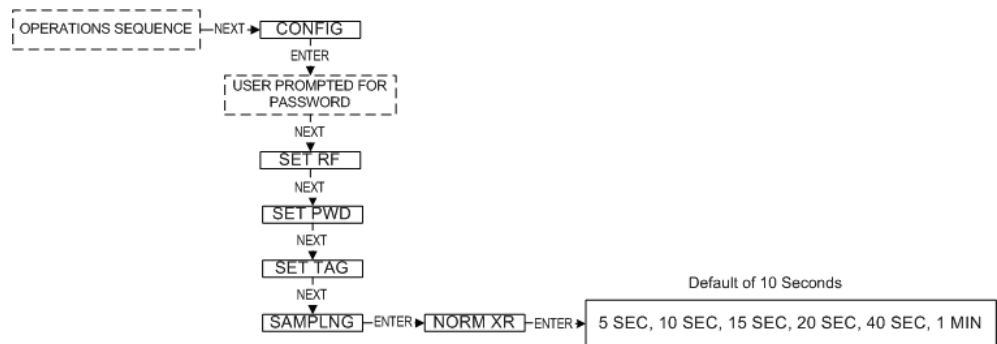 OPERATIONS SEQUENCE
NEXT
CONFIG
ENTER
USER PROMPTED FOR
PASSWORD
NEXT
SET RF
NEXT
SET PWD
NEXT
SET TAG
NEXT
SAMPLNG
ENTER
NORM XR
ENTER
Default of 10 Seconds
5 SEC, 10 SEC, 15 SEC, 20 SEC, 40 SEC, 1 MIN